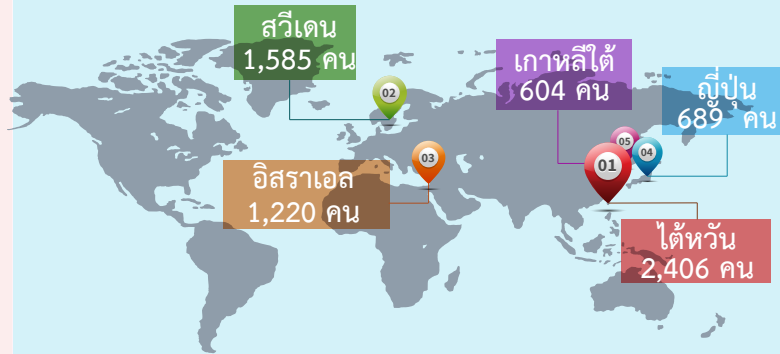 สวีเดน
1,585 คน
เกาหลีใต้
604 คน
ญี่ปุ่น
689 คน
02
05
04
03
01
อิสราเอล
1,220 คน
ไต้หวัน
2,406 คน